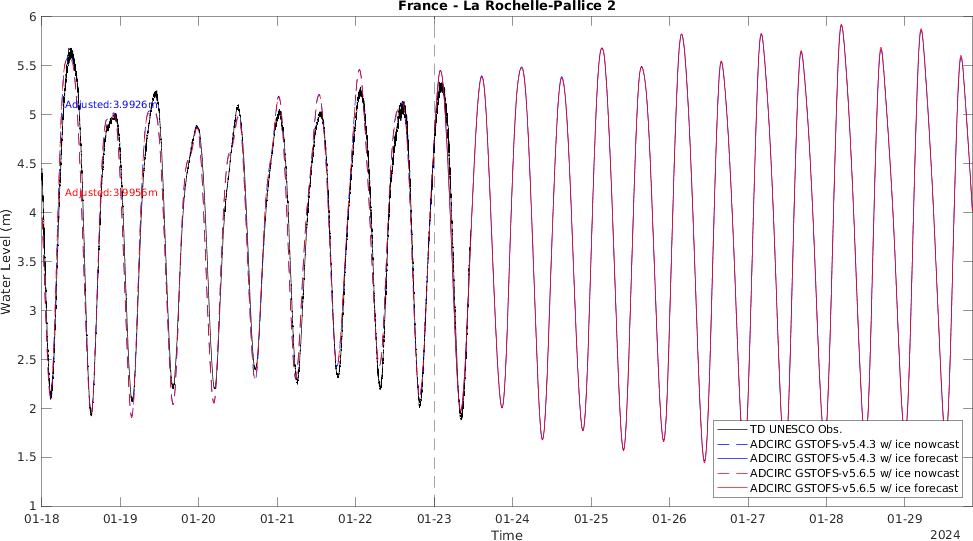 France - La Rochelle-Pallice 2
6
5.5
5
4.5
4
3.5
3
2.5
2
1.5
1
Water Level (m)
Adjusted:3.9926m
Adjusted:3.9956m
TD UNESCO Obs.
ADCIRC GSTOFS-v5.4.3 w/ ice nowcast
ADCIRC GSTOFS-v5.4.3 w/ ice forecast
ADCIRC GSTOFS-v5.6.5 w/ ice nowcast
ADCIRC GSTOFS-v5.6.5 w/ ice forecast
01-18 01-19 01-20 01-21 01-22 01-23 01-24 01-25 01-26 01-27 01-28 01-29
Time
2024